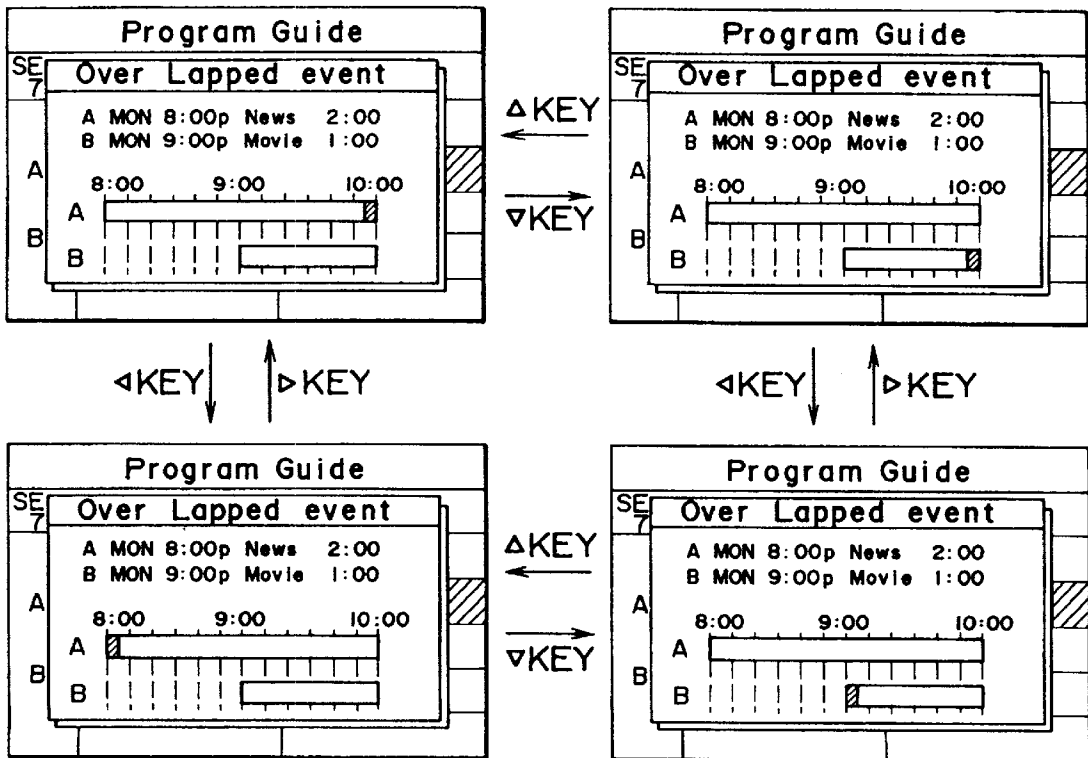 Program Guide
SE
7
Over Lapped event
A MON 8:00p News 2:00
B MON 9:00p Movie 1:00
8:00 9:00 10:00
A
A
B
B
△KEY
▽KEY
Program Guide
SE
7
Over Lapped event
A MON 8:00p News 2:00
B MON 9:00p Movie 1:00
8:00 9:00 10:00
A
A
B
B
◁KEY
▷KEY
◁KEY
▷KEY
Program Guide
SE
7
Over Lapped event
A MON 8:00p News 2:00
B MON 9:00p Movie 1:00
8:00 9:00 10:00
A
A
B
B
△KEY
▽KEY
Program Guide
SE
7
Over Lapped event
A MON 8:00p News 2:00
B MON 9:00p Movie 1:00
8:00 9:00 10:00
A
A
B
B